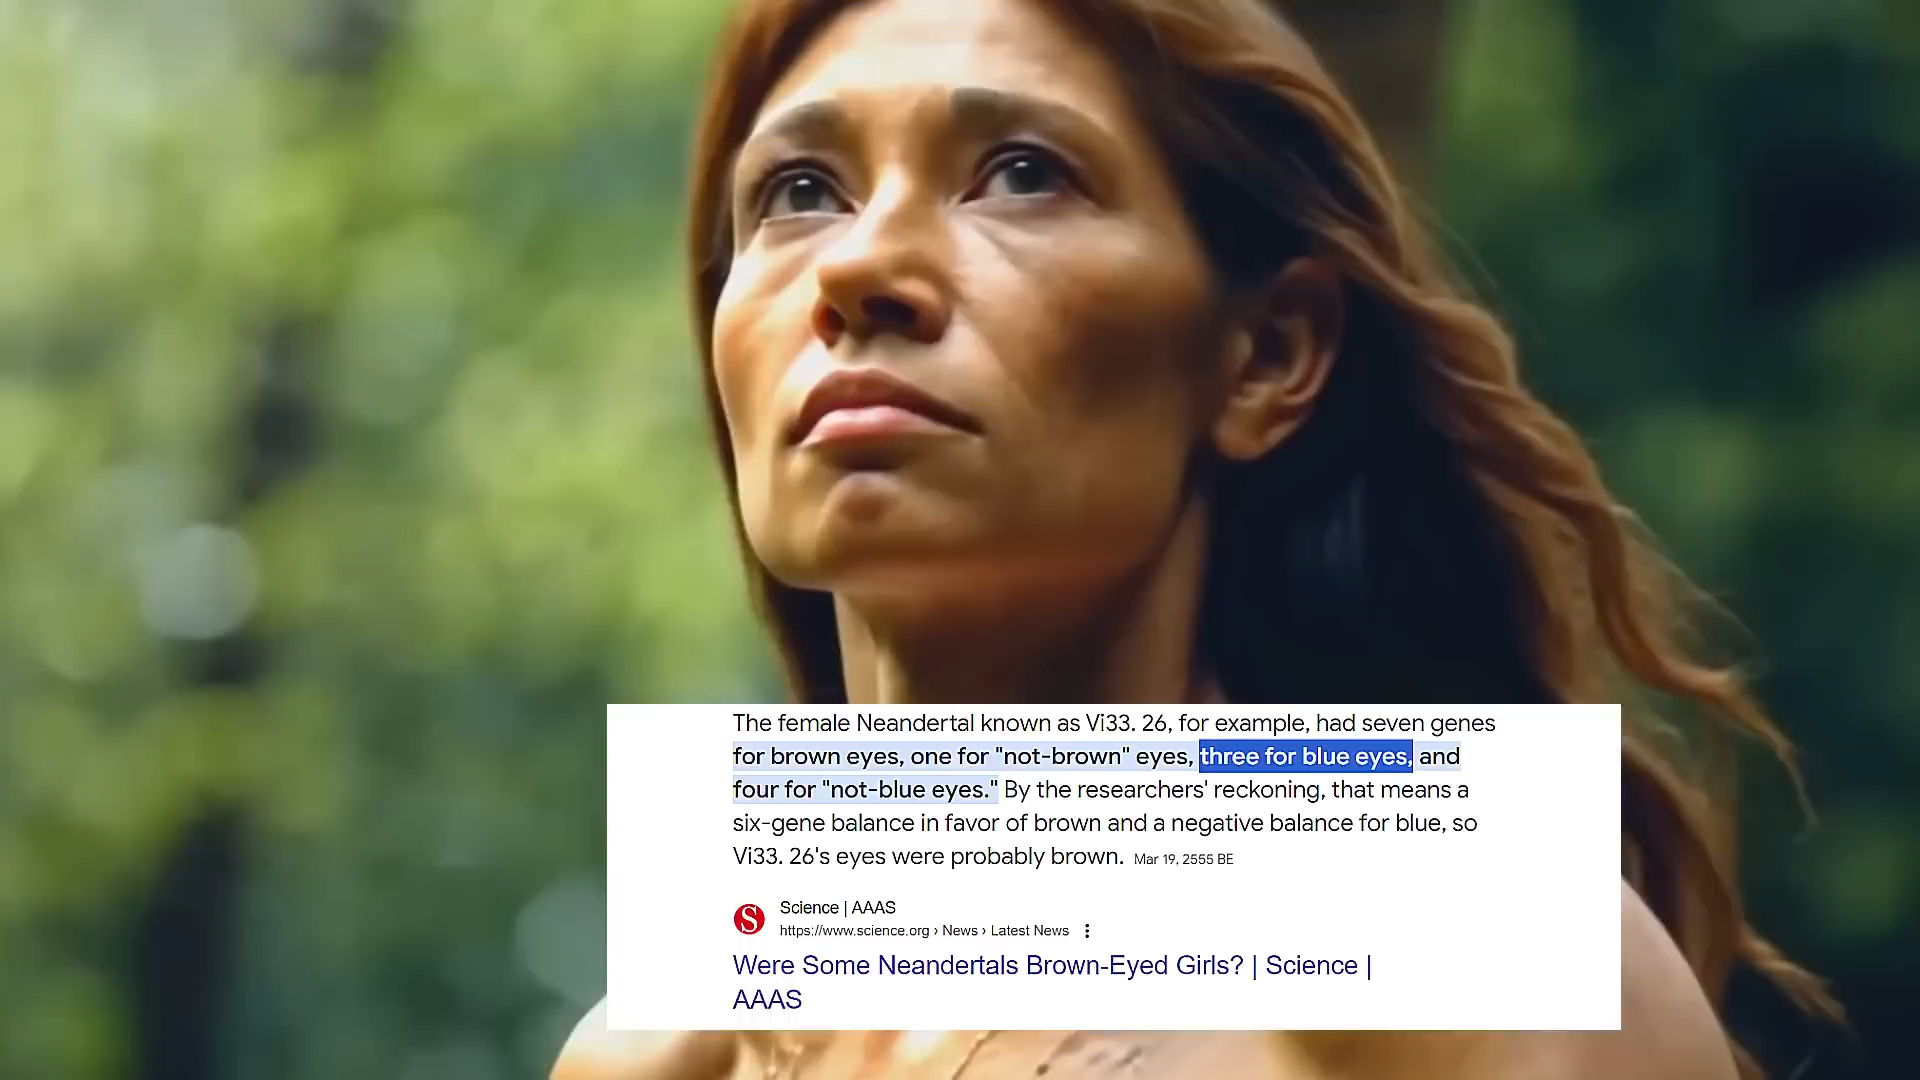 The female Neandertal known as Vi33. 26, for example, had seven genes
for brown eyes, one for "not-brown" eyes, three for blue eyes, and
four for "not-blue eyes." By the researchers' reckoning, that means a
six-gene balance in favor of brown and a negative balance for blue, so
Vi33. 26's eyes were probably brown. Mar 19, 2555 BE
S
Science | AAAS
https://www.science.org › News › Latest News
Were Some Neandertals Brown-Eyed Girls? | Science |
AAAS